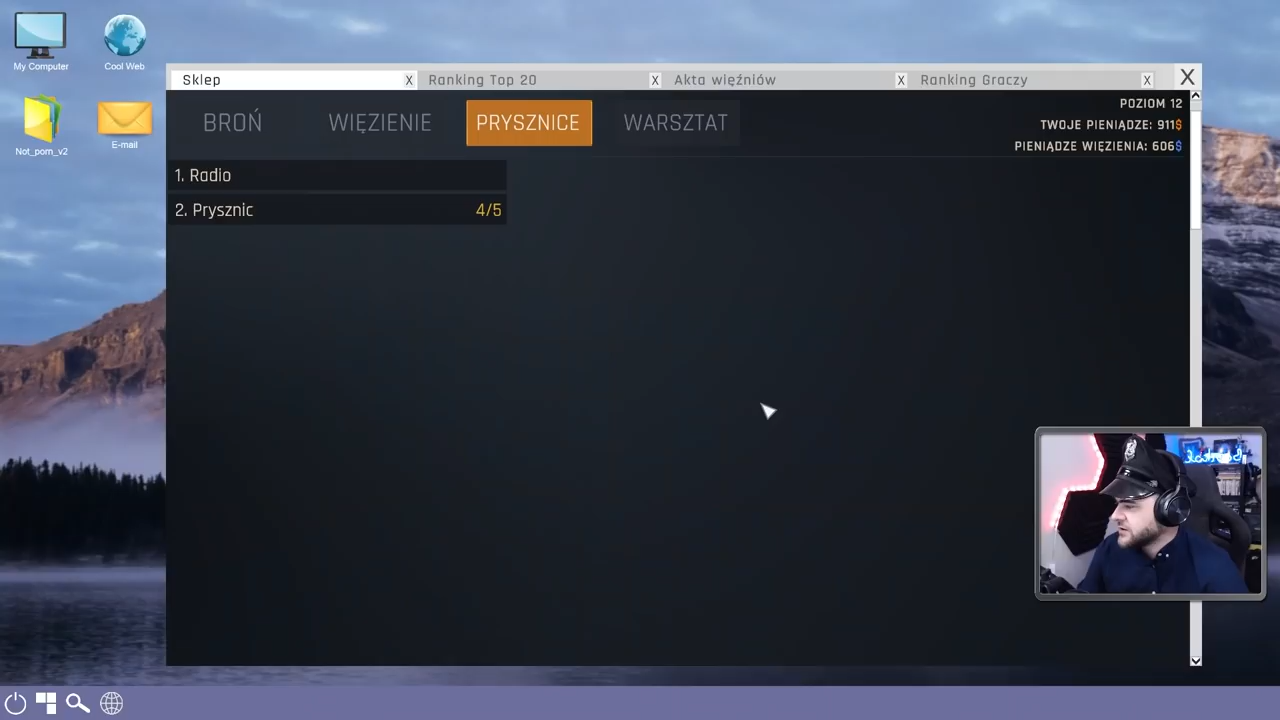 My Computer
Cool Web
Not_porn_v2
E-mail
Sklep X
Ranking Top 20 X
Akta więźniów X
Ranking Graczy X
X
BROŃ
WIĘZIENIE
PRYSZNICE
WARSZTAT
POZIOM 12
TWOJE PIENIĄDZE: 911$
PIENIĄDZE WIĘZIENIA: 606$
1. Radio
2. Prysznic 4/5